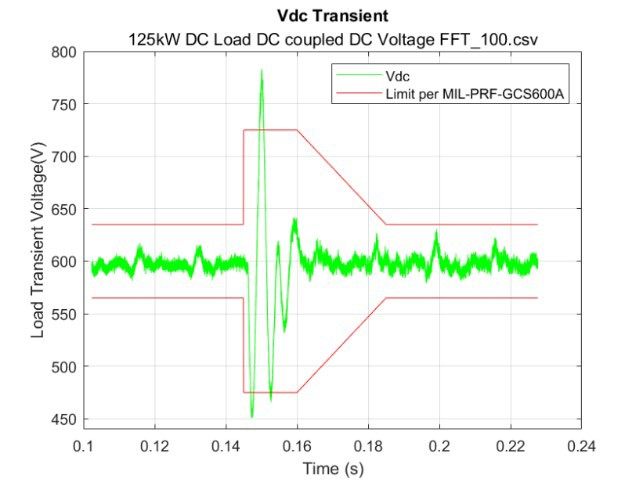 Vdc Transient
125kW DC Load DC coupled DC Voltage FFT_100.csv
Vdc
Limit per MIL-PRF-GCS600A
Load Transient Voltage(V)
800
750
700
650
600
550
500
450
0.1 0.12 0.14 0.16 0.18 0.2 0.22 0.24
Time (s)